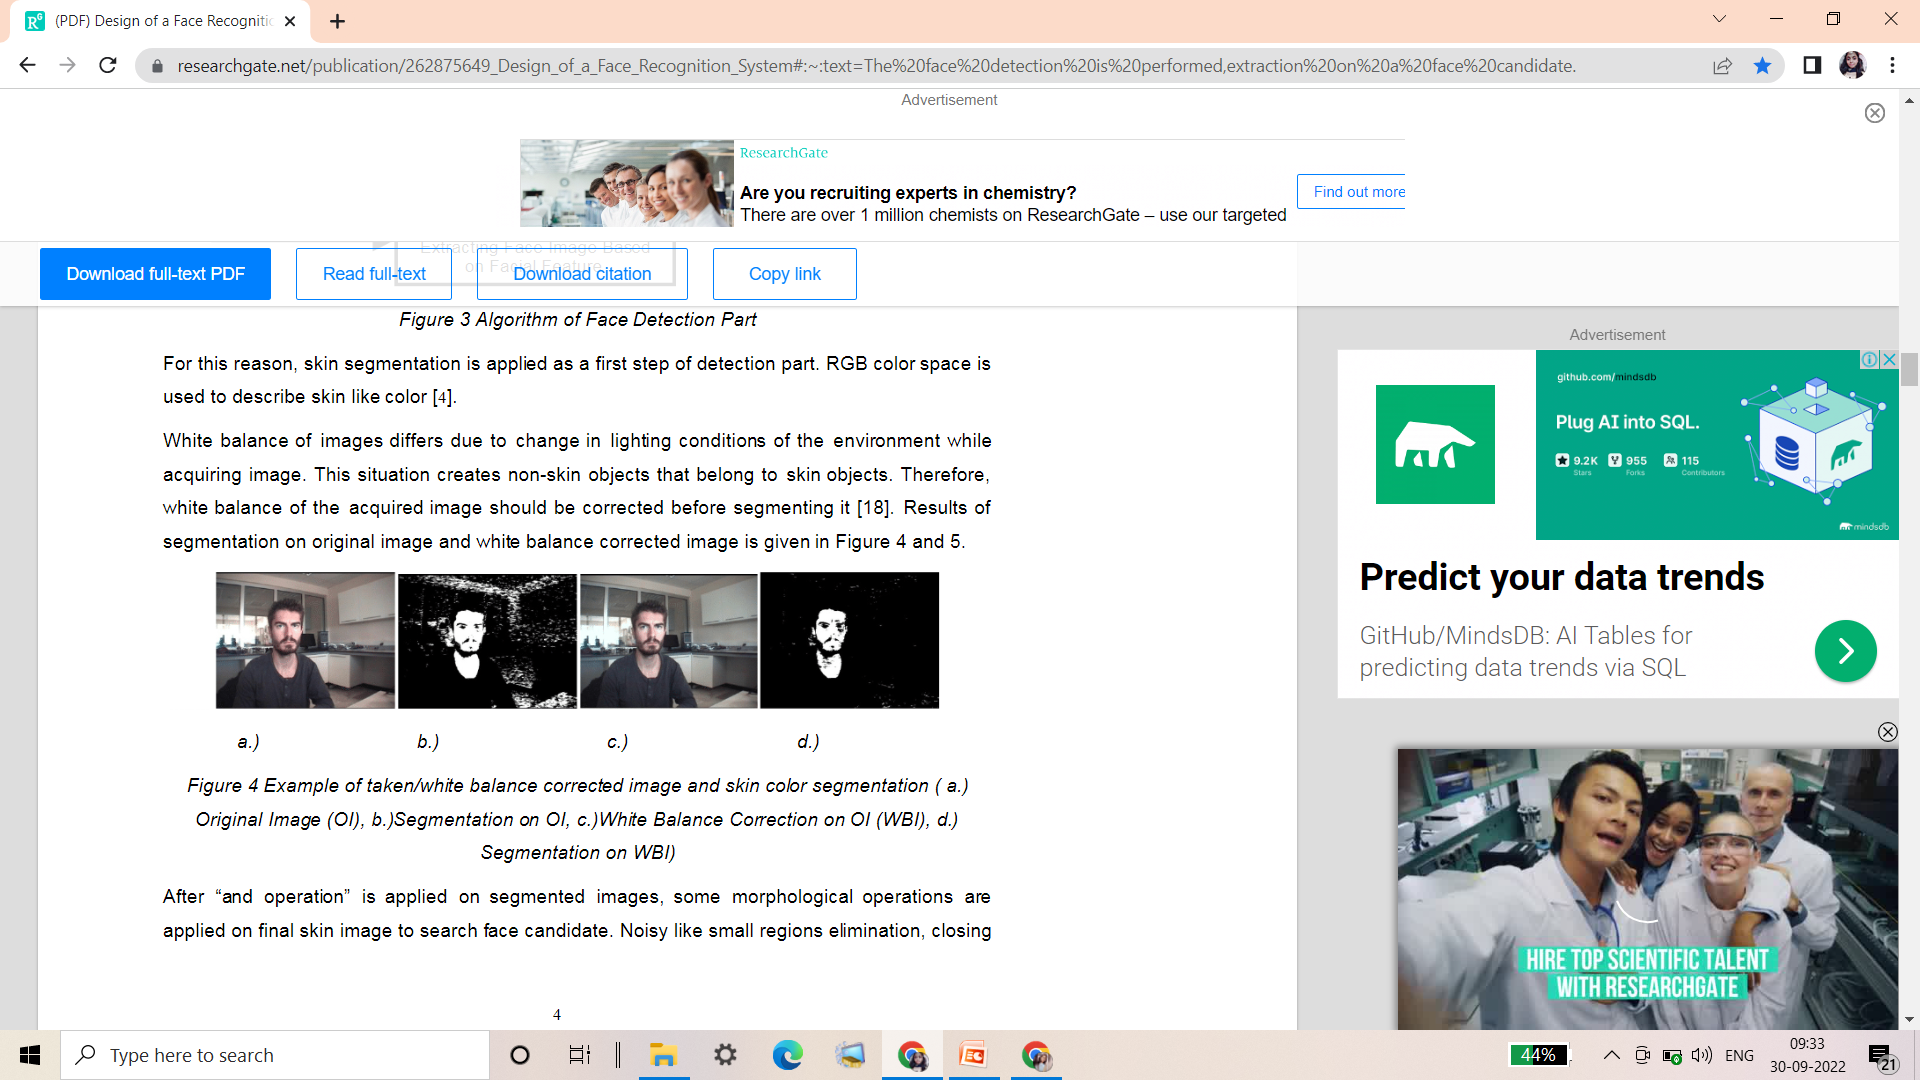 (PDF) Design of a Face Recognitic
researchgate.net/publication/262875649_Design_of_a_Face_Recognition_System#:~:text=The%20face%20detection%20is%20performed,extraction%20on%20a%20face%20candidate.
Advertisement
ResearchGate
Are you recruiting experts in chemistry?
There are over 1 million chemists on ResearchGate – use our targeted
Find out more
Extracting Face Image Based
on Facial Feature
Download full-text PDF
Read full-text
Download citation
Copy link
Figure 3 Algorithm of Face Detection Part
For this reason, skin segmentation is applied as a first step of detection part. RGB color space is
used to describe skin like color [4].
White balance of images differs due to change in lighting conditions of the environment while
acquiring image. This situation creates non-skin objects that belong to skin objects. Therefore,
white balance of the acquired image should be corrected before segmenting it [18]. Results of
segmentation on original image and white balance corrected image is given in Figure 4 and 5.
a.) b.) c.) d.)
Figure 4 Example of taken/white balance corrected image and skin color segmentation ( a.)
Original Image (OI), b.)Segmentation on OI, c.)White Balance Correction on OI (WBI), d.)
Segmentation on WBI)
After “and operation” is applied on segmented images, some morphological operations are
applied on final skin image to search face candidate. Noisy like small regions elimination, closing
4
Advertisement
github.com/mindsdb
Plug AI into SQL.
9.2K 955 115
Stars Forks Contributors
mindsdb
Predict your data trends
GitHub/MindsDB: AI Tables for
predicting data trends via SQL
HIRE TOP SCIENTIFIC TALENT
WITH RESEARCHGATE
Type here to search
44%
ENG
09:33
30-09-2022
21